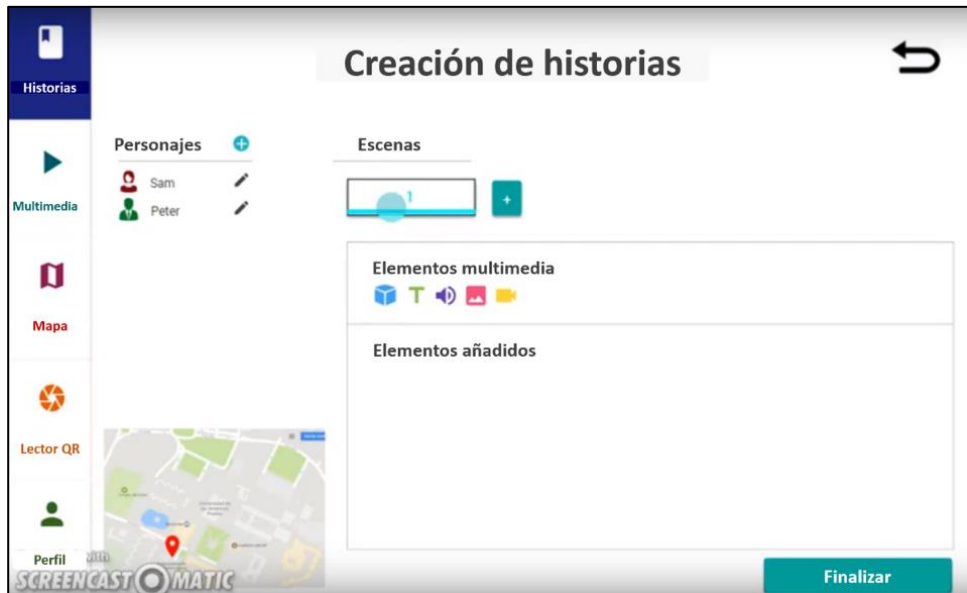 Creación de historias
Historias
Personajes
Escenas
Sam
Peter
1
+
Multimedia
Elementos multimedia
T
Mapa
Elementos añadidos
Lector QR
Perfil
with
SCREENCAST O MATIC
Finalizar